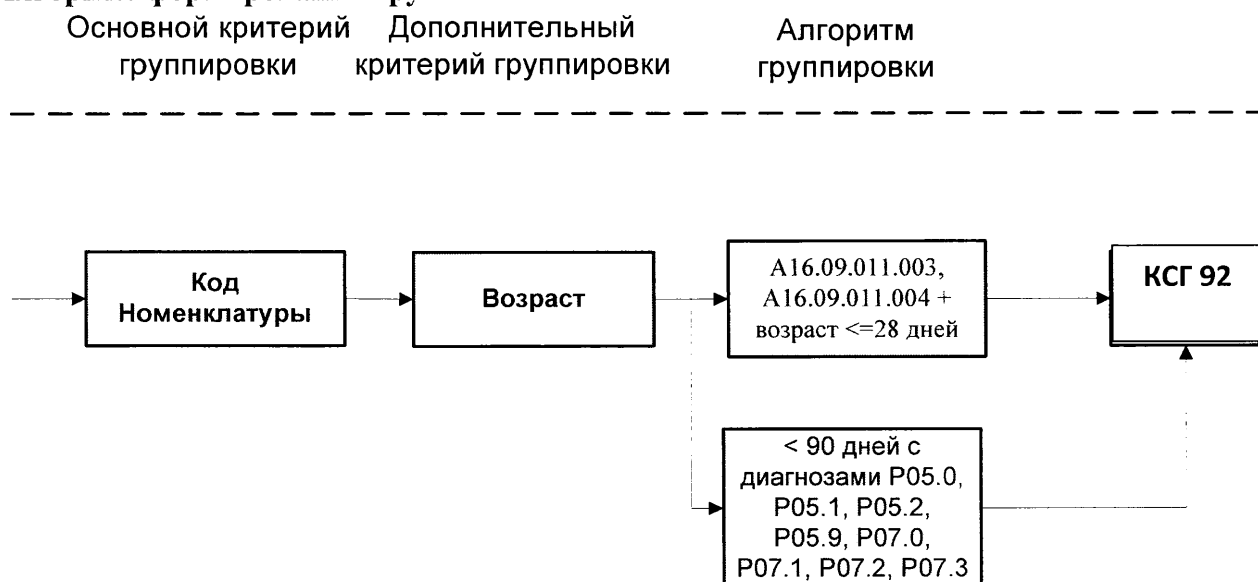 Основной критерий Дополнительный Алгоритм
группировки критерий группировки группировки
Код
Номенклатуры
Возраст
А16.09.011.003,
А16.09.011.004 +
возраст <=28 дней
КСГ 92
< 90 дней с
диагнозами P05.0,
P05.1, P05.2,
P05.9, P07.0,
P07.1, P07.2, P07.3